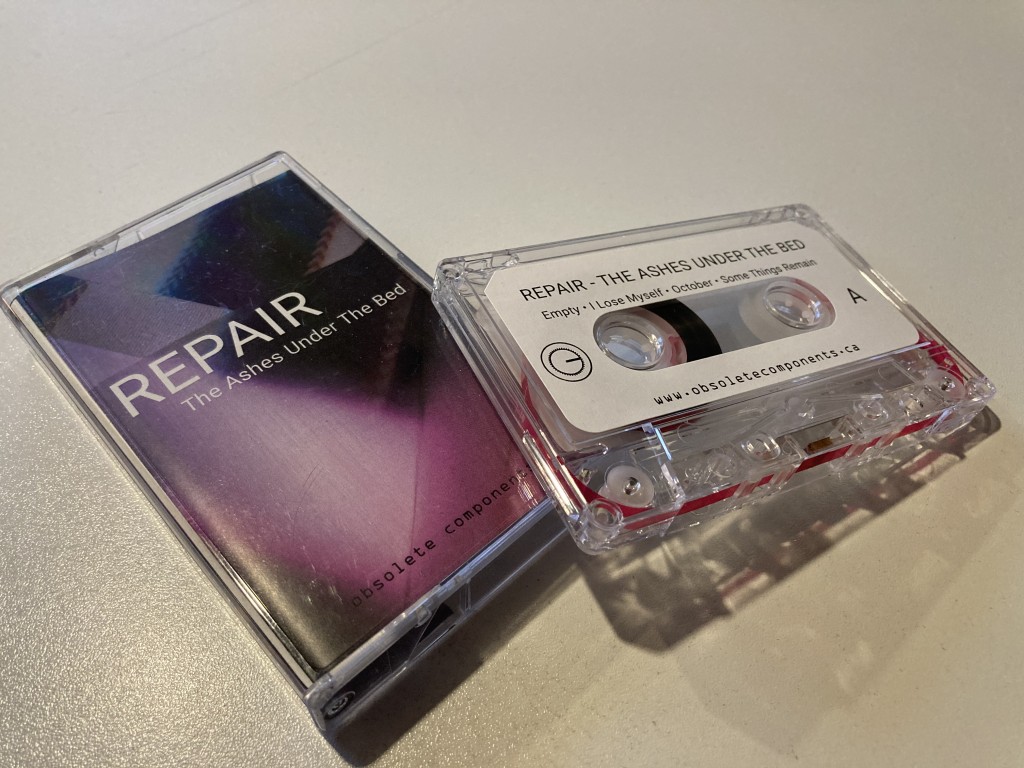 REPAIR
The Ashes Under The Bed
obsolete component
REPAIR - THE ASHES UNDER THE BED
Empty • I Lose Myself • October • Some Things Remain
A
www.obsoletecomponents.ca